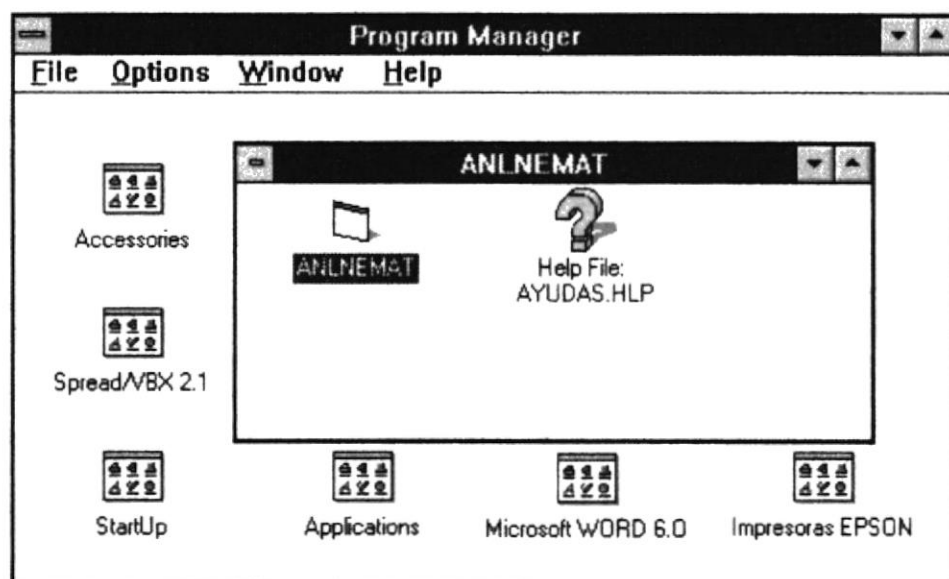 Program Manager
File Options Window Help
ANLNEMAT
Accessories
ANLNEMAT
Help File:
AYUDAS.HLP
Spread/VBX 2.1
StartUp
Applications
Microsoft WORD 6.0
Impresoras EPSON